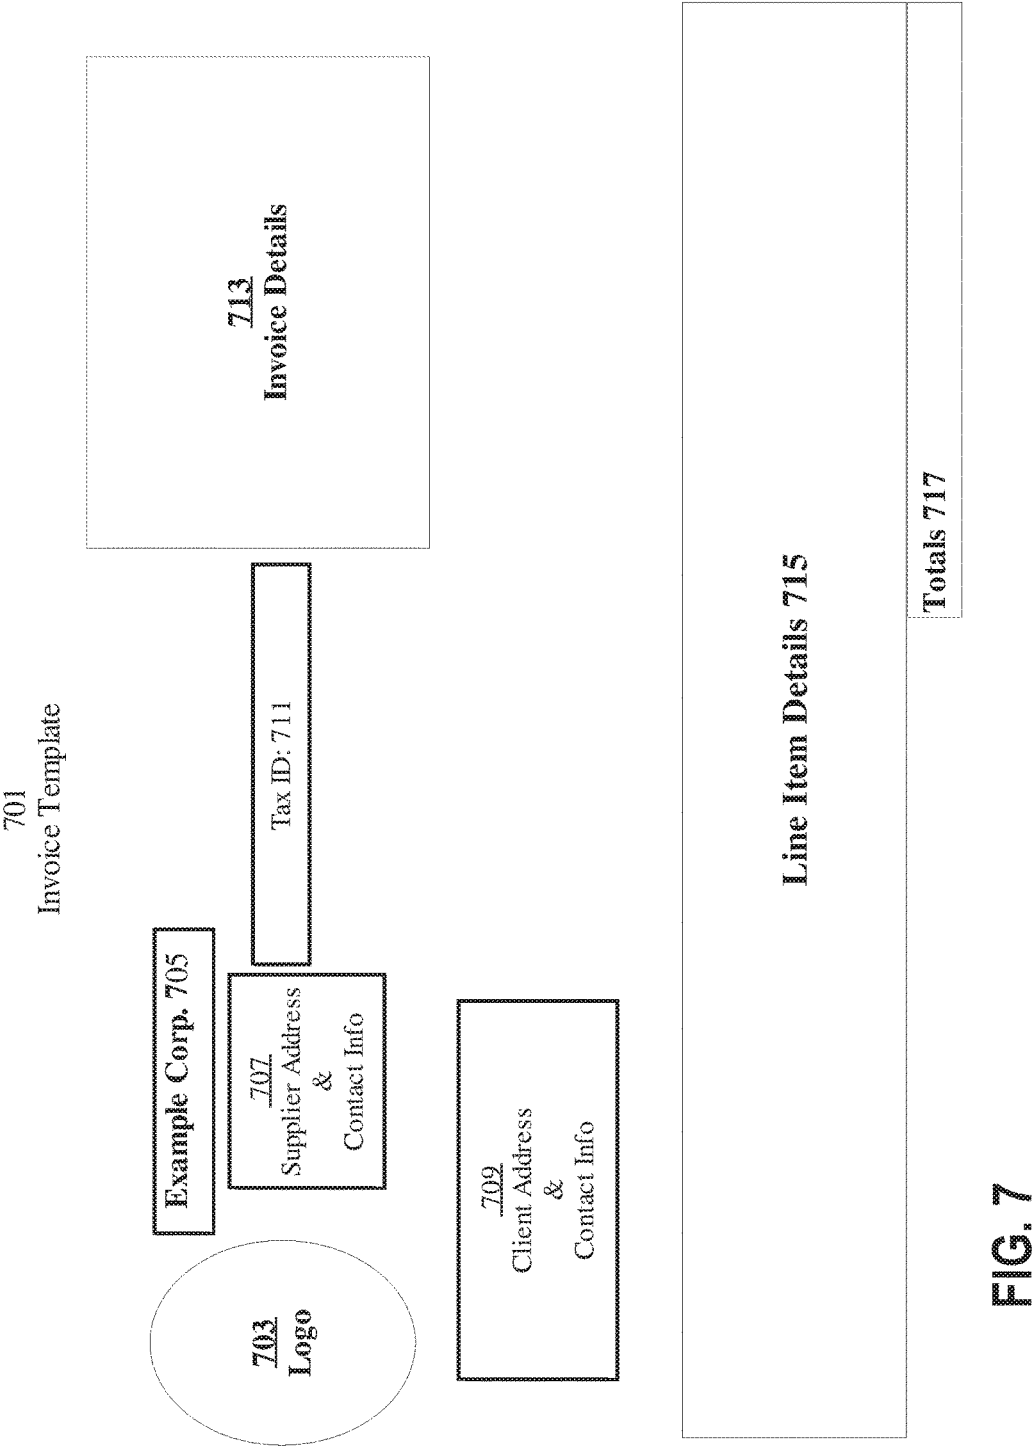 701
Invoice Template
Example Corp. 705
703
Logo
707
Supplier Address
&
Contact Info
Tax ID: 711
713
Invoice Details
709
Client Address
&
Contact Info
Line Item Details 715
Totals 717
FIG. 7